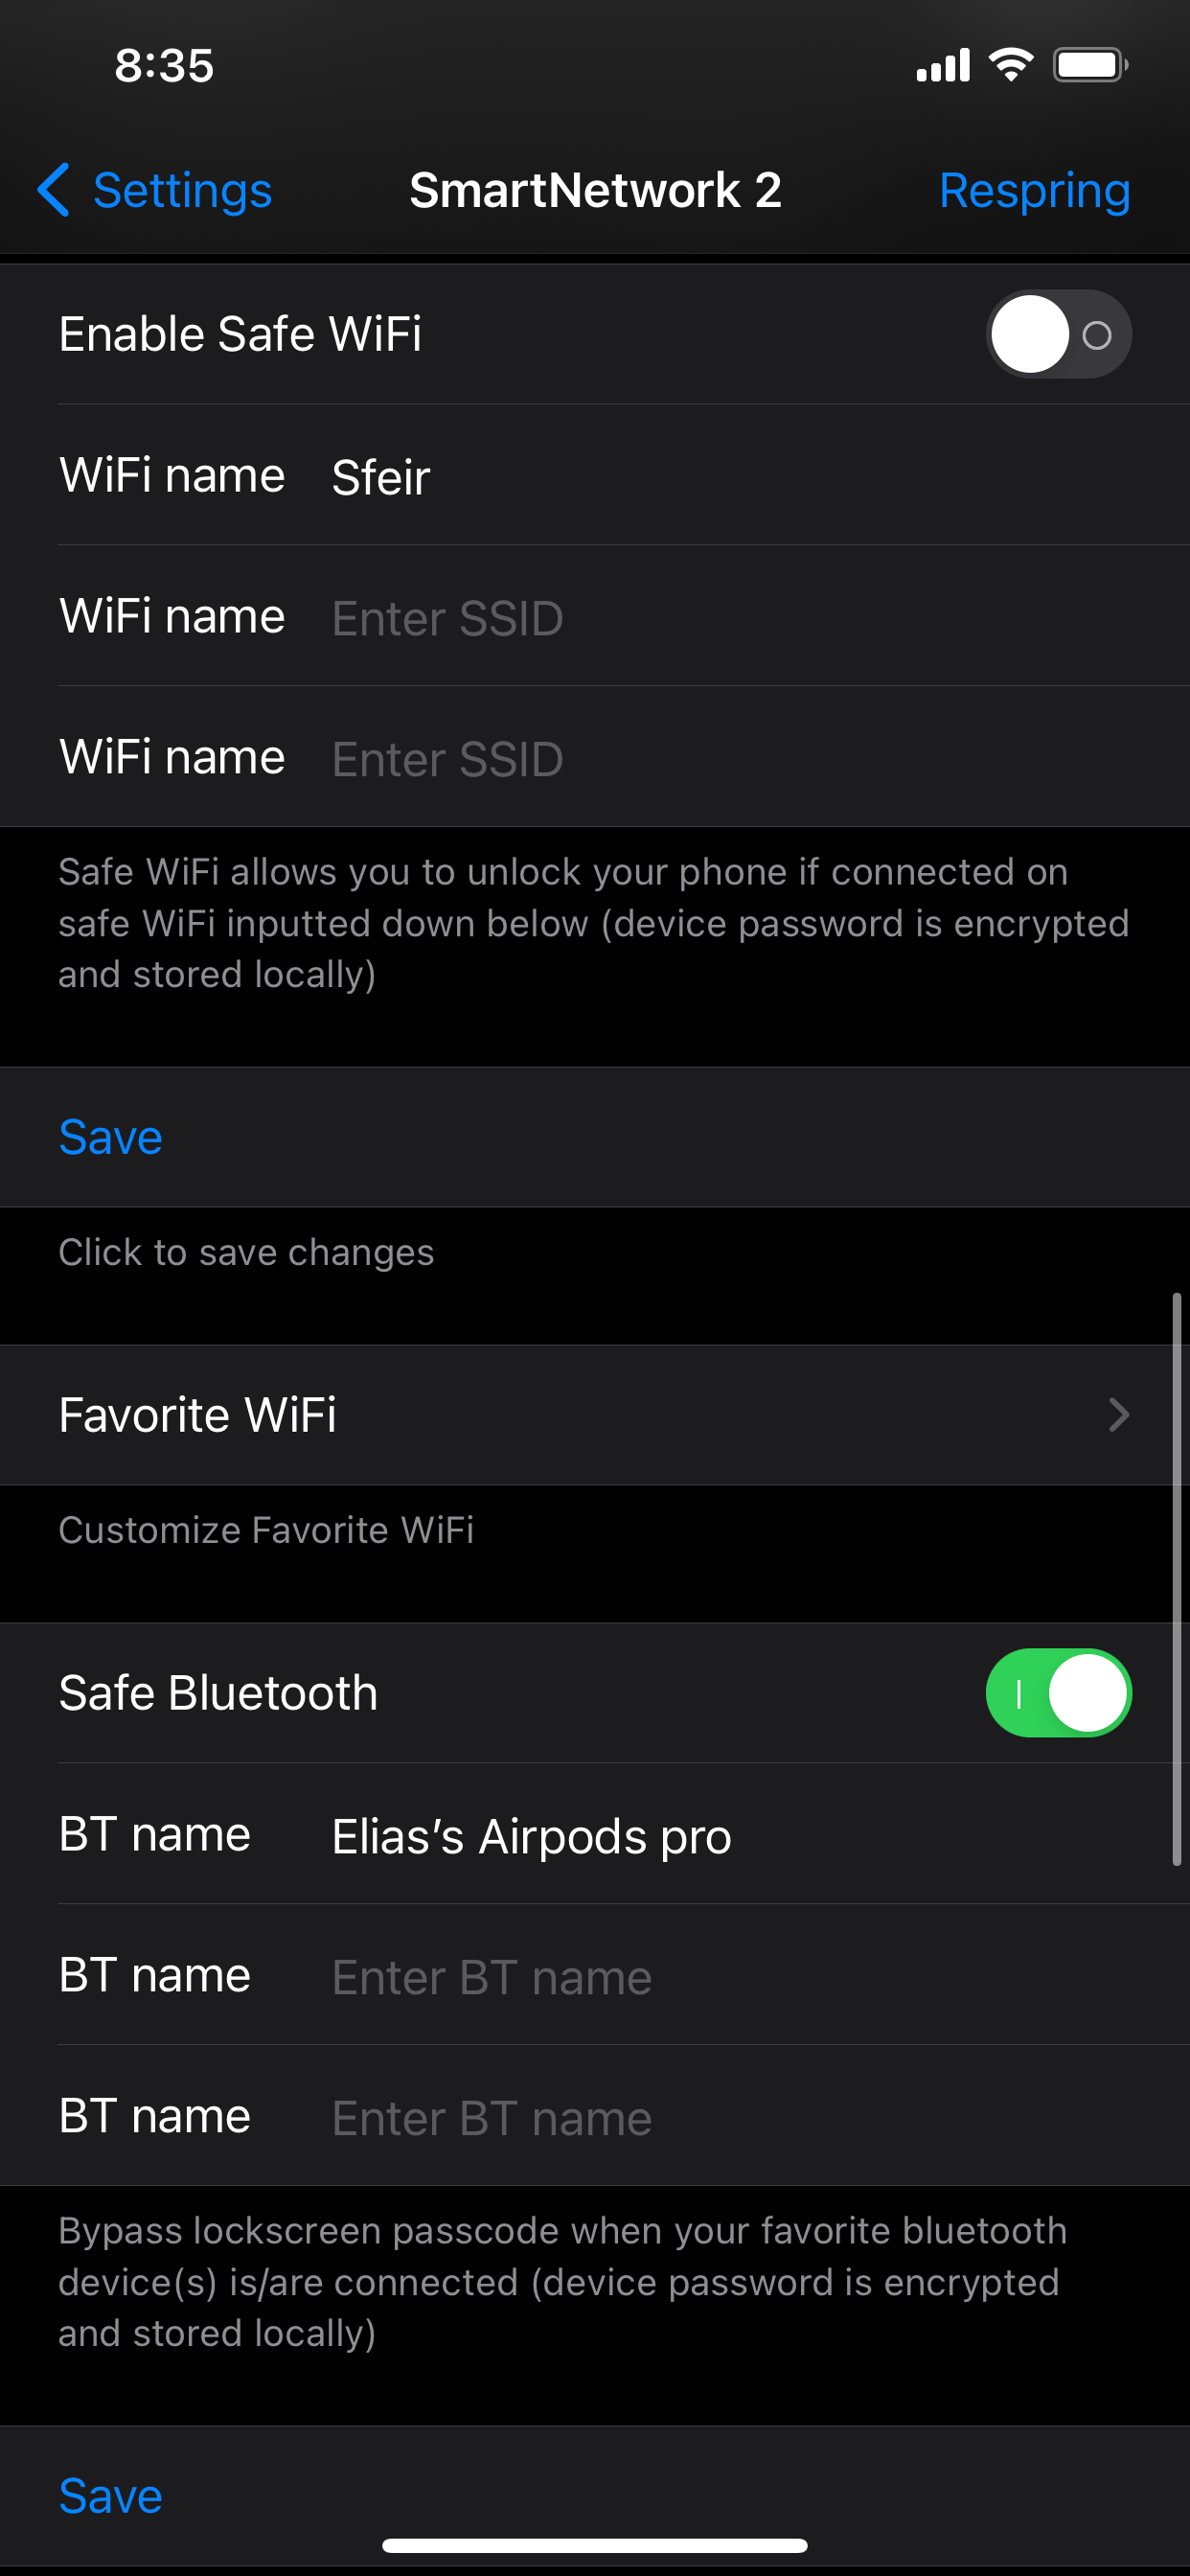 8:35
Settings SmartNetwork 2 Respring
Enable Safe WiFi
WiFi name Sfeir
WiFi name Enter SSID
WiFi name Enter SSID
Safe WiFi allows you to unlock your phone if connected on
safe WiFi inputted down below (device password is encrypted
and stored locally)
Save
Click to save changes
Favorite WiFi
Customize Favorite WiFi
Safe Bluetooth
BT name Elias’s Airpods pro
BT name Enter BT name
BT name Enter BT name
Bypass lockscreen passcode when your favorite bluetooth
device(s) is/are connected (device password is encrypted
and stored locally)
Save